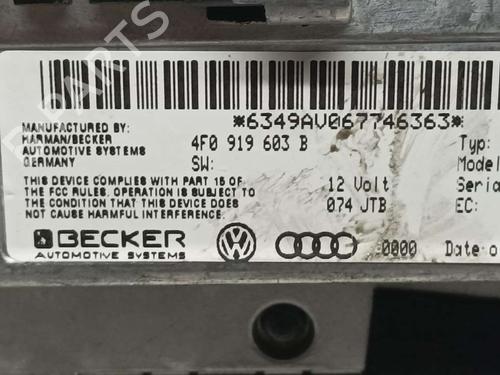 *6349AV067746363*
MANUFACTURED BY:
HARMAN/BECKER
AUTOMOTIVE SYSTEMS
GERMANY
4F0 919 603 B
SW:
THIS DEVICE COMPLIES WITH PART 15 OF
THE FCC RULES. OPERATION IS SUBJECT TO
THE CONDITION THAT THIS DEVICE DOES
NOT CAUSE HARMFUL INTERFERENCE.
12 Volt
074 JTB
Typ:
Model
Seria
EC:
BECKER
AUTOMOTIVE SYSTEMS
0000
Date o
PARTS